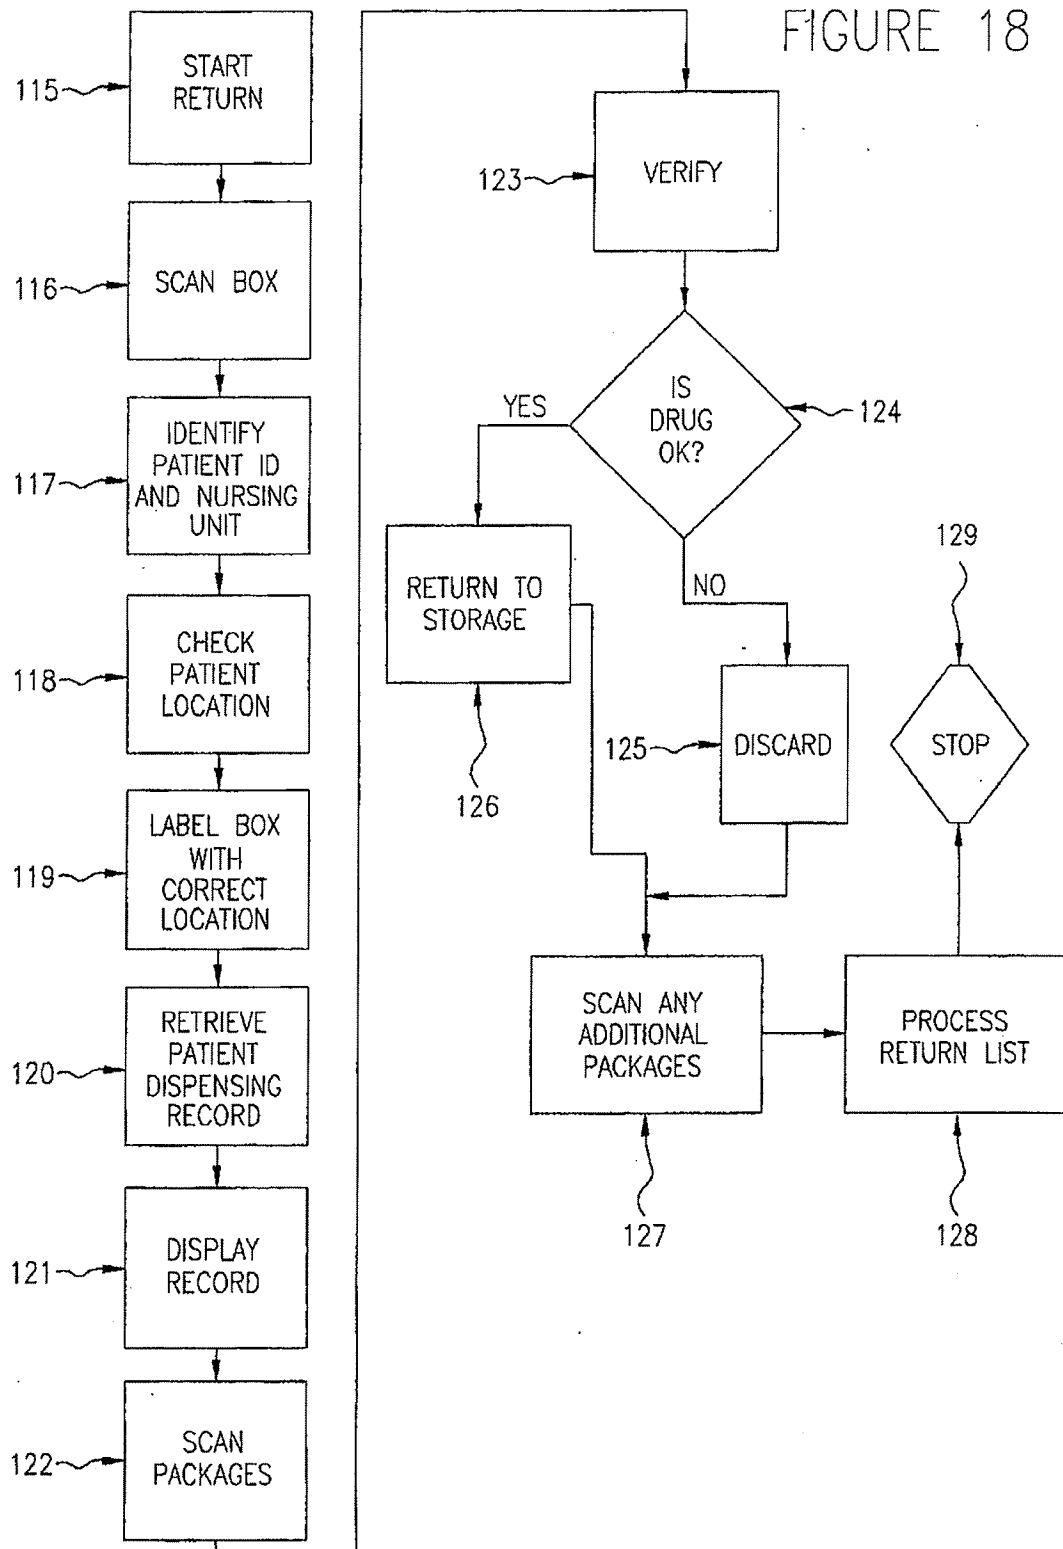 FIGURE 18
115
START
RETURN
116
SCAN BOX
117
IDENTIFY
PATIENT ID
AND NURSING
UNIT
118
CHECK
PATIENT
LOCATION
119
LABEL BOX
WITH
CORRECT
LOCATION
120
RETRIEVE
PATIENT
DISPENSING
RECORD
121
DISPLAY
RECORD
122
SCAN
PACKAGES
123
VERIFY
IS
DRUG
OK?
124
YES
NO
RETURN TO
STORAGE
126
125
DISCARD
129
STOP
SCAN ANY
ADDITIONAL
PACKAGES
127
PROCESS
RETURN LIST
128